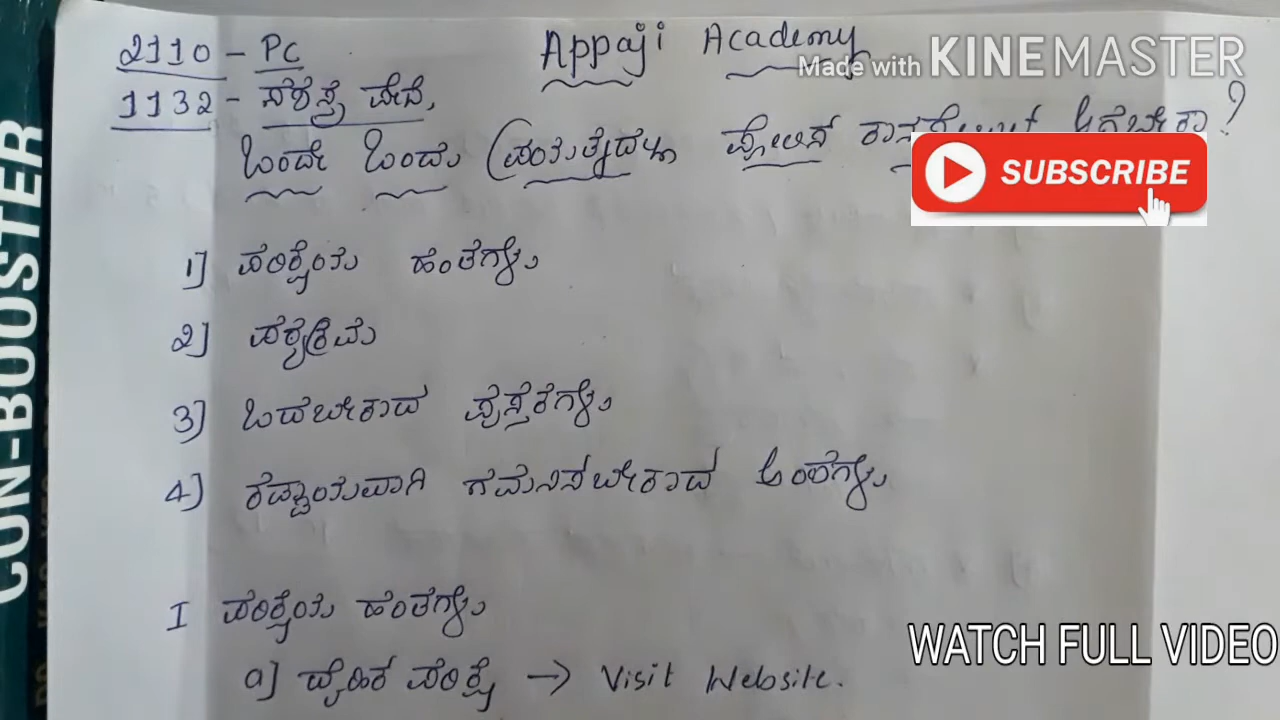 2110 - PC Appaji Academy
Made with KINEMASTER
1132 - ಸಶಸ್ತ್ರ ಪೇದೆ,
ಒಂದೇ ಒಂದು ಪ್ರಯತ್ನದಲ್ಲಿ ಪೋಲಿಸ್ ಆಗಬೇಕಾ?
SUBSCRIBE
1] ಪರಿಕ್ಷೆಯ ಹಂತಗಳು
2] ಪಠ್ಯಕ್ರಮ
3] ಓದಬೇಕಾದ ಪುಸ್ತಕಗಳು
4] ಕಡ್ಡಾಯವಾಗಿ ಗಮನಿಸಬೇಕಾದ ಅಂಶಗಳು
I ಪರಿಕ್ಷೆಯ ಹಂತಗಳು
WATCH FULL VIDEO
a] ದೈಹಿಕ ಪರಿಕ್ಷೆ → Visit Website.
CON-BOOSTER